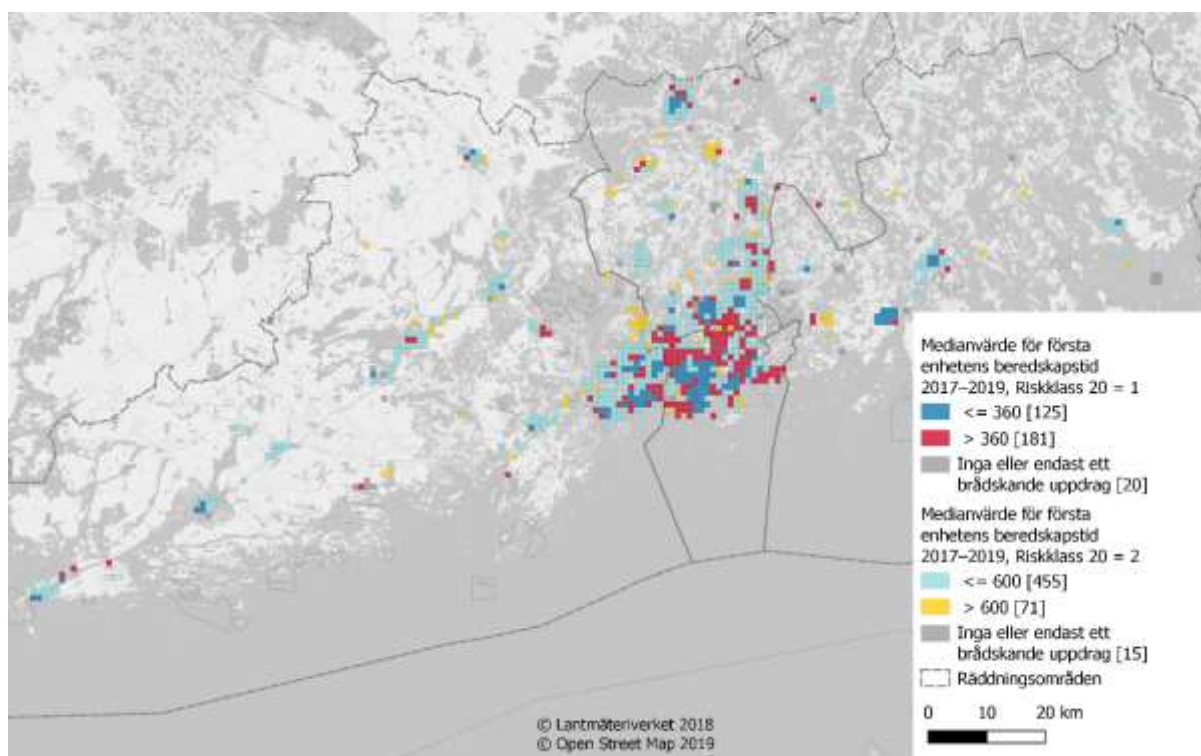 Medianvärde för första
enhetens beredskapstid
2017–2019, Riskklass 20 = 1
<= 360 [125]
> 360 [181]
Inga eller endast ett
brådskande uppdrag [20]
Medianvärde för första
enhetens beredskapstid
2017–2019, Riskklass 20 = 2
<= 600 [455]
> 600 [71]
Inga eller endast ett
brådskande uppdrag [15]
Räddningsområden
0 10 20 km
© Lantmäteriverket 2018
© Open Street Map 2019